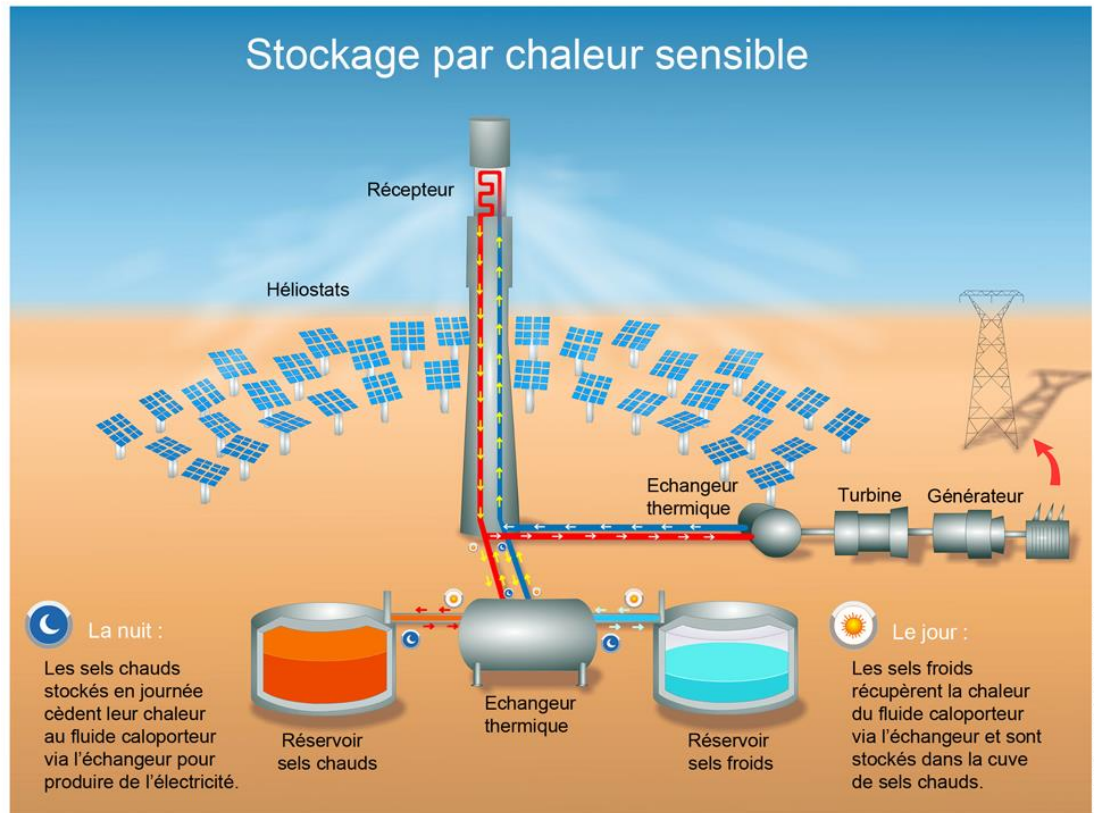 Stockage par chaleur sensible
Récepteur
Héliostats
Echangeur
thermique
Turbine
Générateur
La nuit :
Les sels chauds
stockés en journée
cèdent leur chaleur
au fluide caloporteur
via l'échangeur pour
produire de l'électricité.
Réservoir
sels chauds
Echangeur
thermique
Réservoir
sels froids
Le jour :
Les sels froids
récupèrent la chaleur
du fluide caloporteur
via l'échangeur et sont
stockés dans la cuve
de sels chauds.